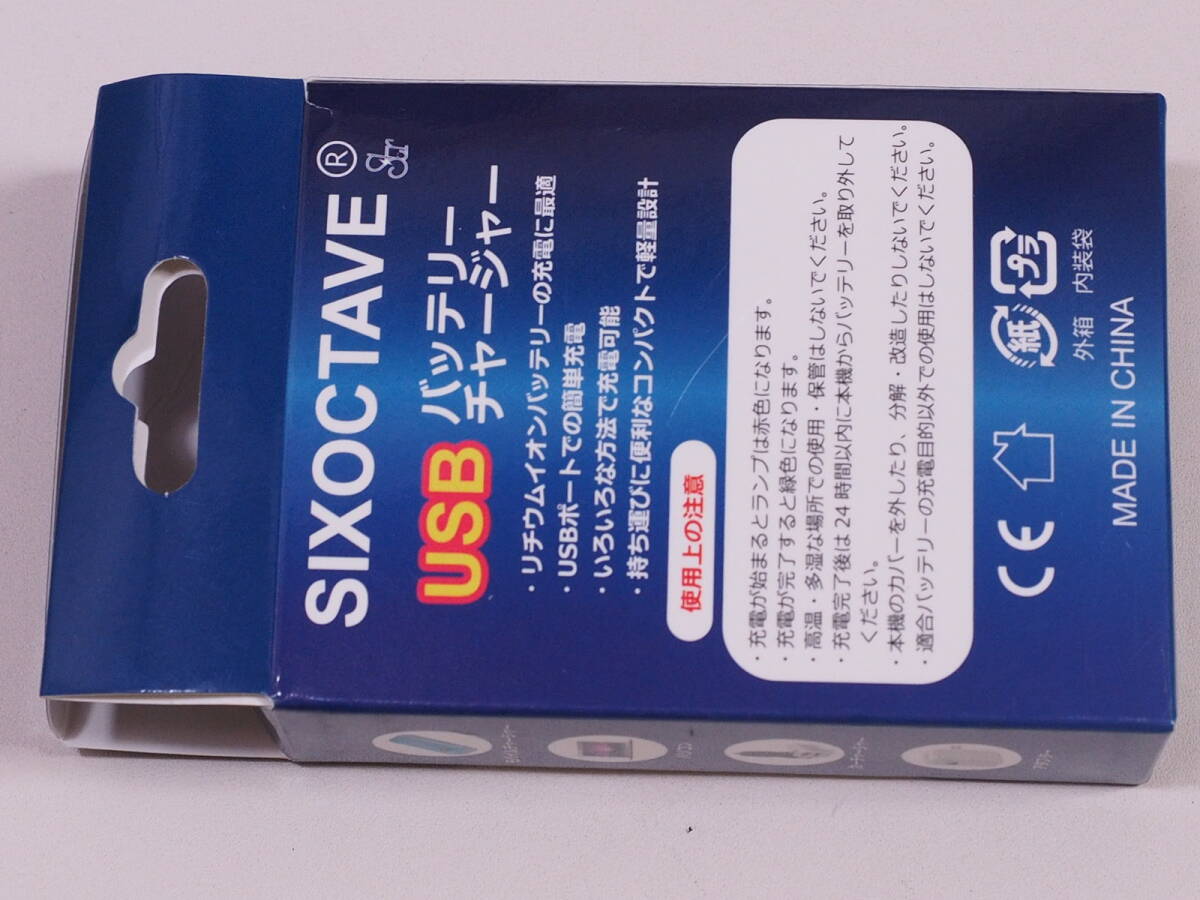 SIXOCTAVE®
Str
USB バッテリー
チャージャー
・リチウムイオンバッテリーの充電に最適
・USBポートでの簡単充電
・いろいろな方法で充電可能
・持ち運びに便利なコンパクトで軽量設計
使用上の注意
・充電が始まるとランプは赤色になります。
・充電が完了すると緑色になります。
・高温・多湿な場所での使用・保管はしないでください。
・充電完了後は24時間以内に本機からバッテリーを取り外して
ください。
・本機のカバーを外したり、分解・改造したりしないでください。
・適合バッテリーの充電目的以外での使用はしないでください。
CE 紙 プラ
外箱 内装袋
MADE IN CHINA
パソコン